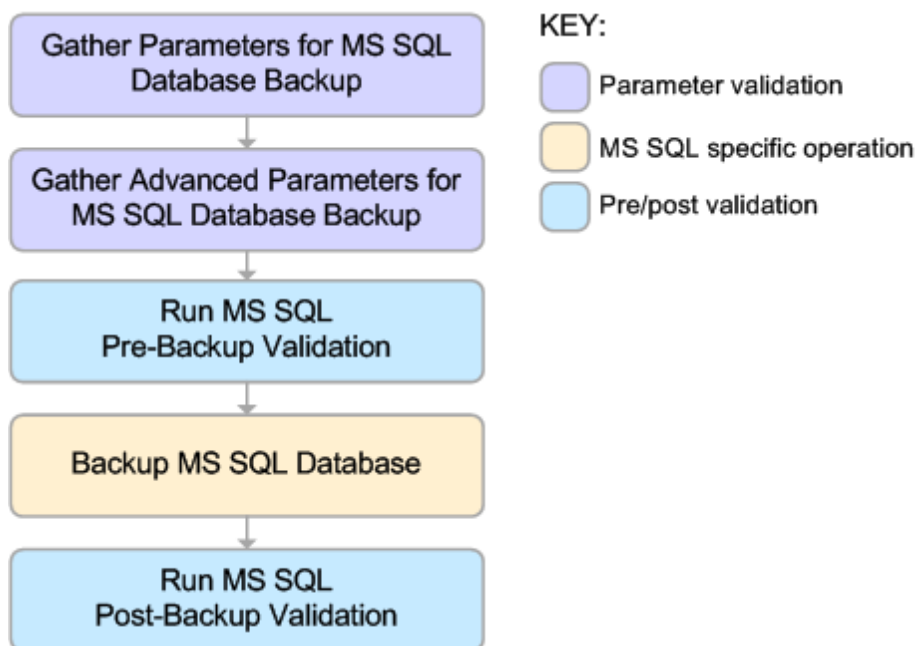 Gather Parameters for MS SQL
Database Backup
Gather Advanced Parameters for
MS SQL Database Backup
Run MS SQL
Pre-Backup Validation
Backup MS SQL Database
Run MS SQL
Post-Backup Validation
KEY:
Parameter validation
MS SQL specific operation
Pre/post validation